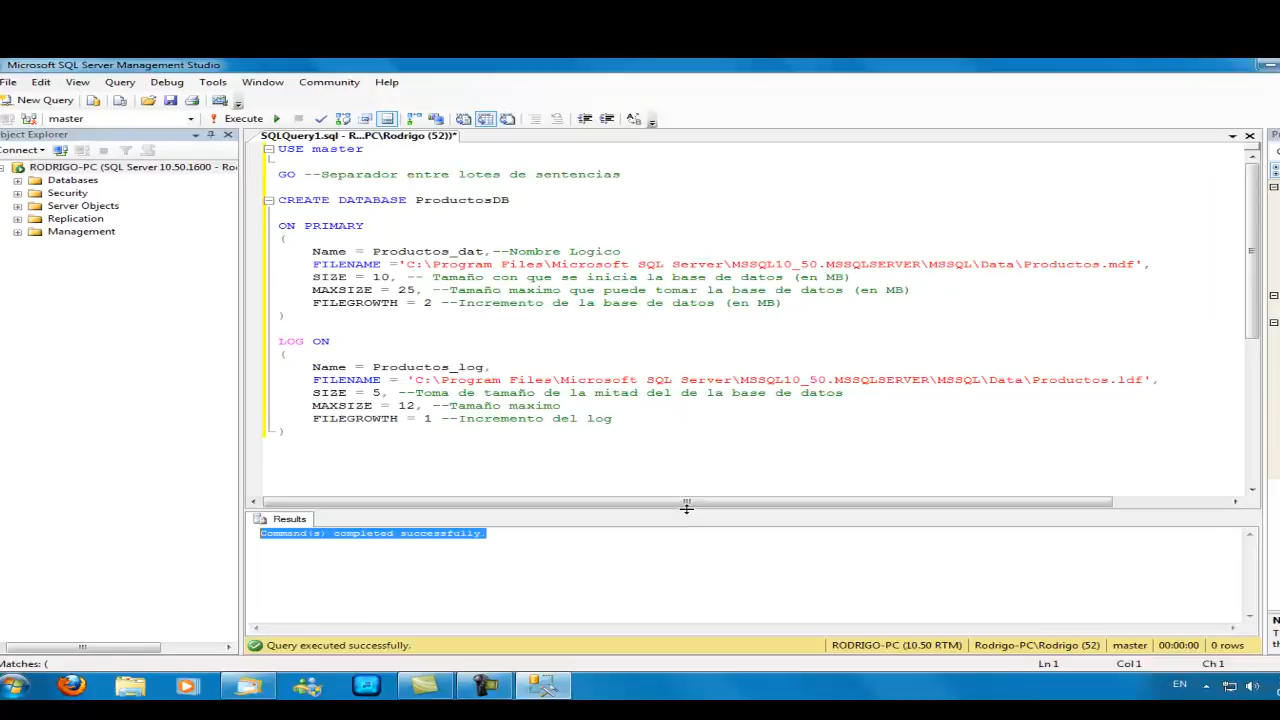 Microsoft SQL Server Management Studio
File Edit View Query Debug Tools Window Community Help
New Query
master Execute
bject Explorer
SQLQuery1.sql - R...PC\Rodrigo (52))*
onnect
RODRIGO-PC (SQL Server 10.50.1600 - Ro
Databases
Security
Server Objects
Replication
Management
USE master
GO --Separador entre lotes de sentencias
CREATE DATABASE ProductosDB
ON PRIMARY
(
Name = Productos_dat,--Nombre Logico
FILENAME ='C:\Program Files\Microsoft SQL Server\MSSQL10_50.MSSQLSERVER\MSSQL\Data\Productos.mdf',
SIZE = 10, -- Tamaño con que se inicia la base de datos (en MB)
MAXSIZE = 25, --Tamaño maximo que puede tomar la base de datos (en MB)
FILEGROWTH = 2 --Incremento de la base de datos (en MB)
)
LOG ON
(
Name = Productos_log,
FILENAME = 'C:\Program Files\Microsoft SQL Server\MSSQL10_50.MSSQLSERVER\MSSQL\Data\Productos.ldf',
SIZE = 5, --Toma de tamaño de la mitad del de la base de datos
MAXSIZE = 12, --Tamaño maximo
FILEGROWTH = 1 --Incremento del log
)
Results
Command(s) completed successfully.
Query executed successfully. RODRIGO-PC (10.50 RTM) Rodrigo-PC\Rodrigo (52) master 00:00:00 0 rows
Matches: ( Ln 1 Col 1 Ch 1
EN